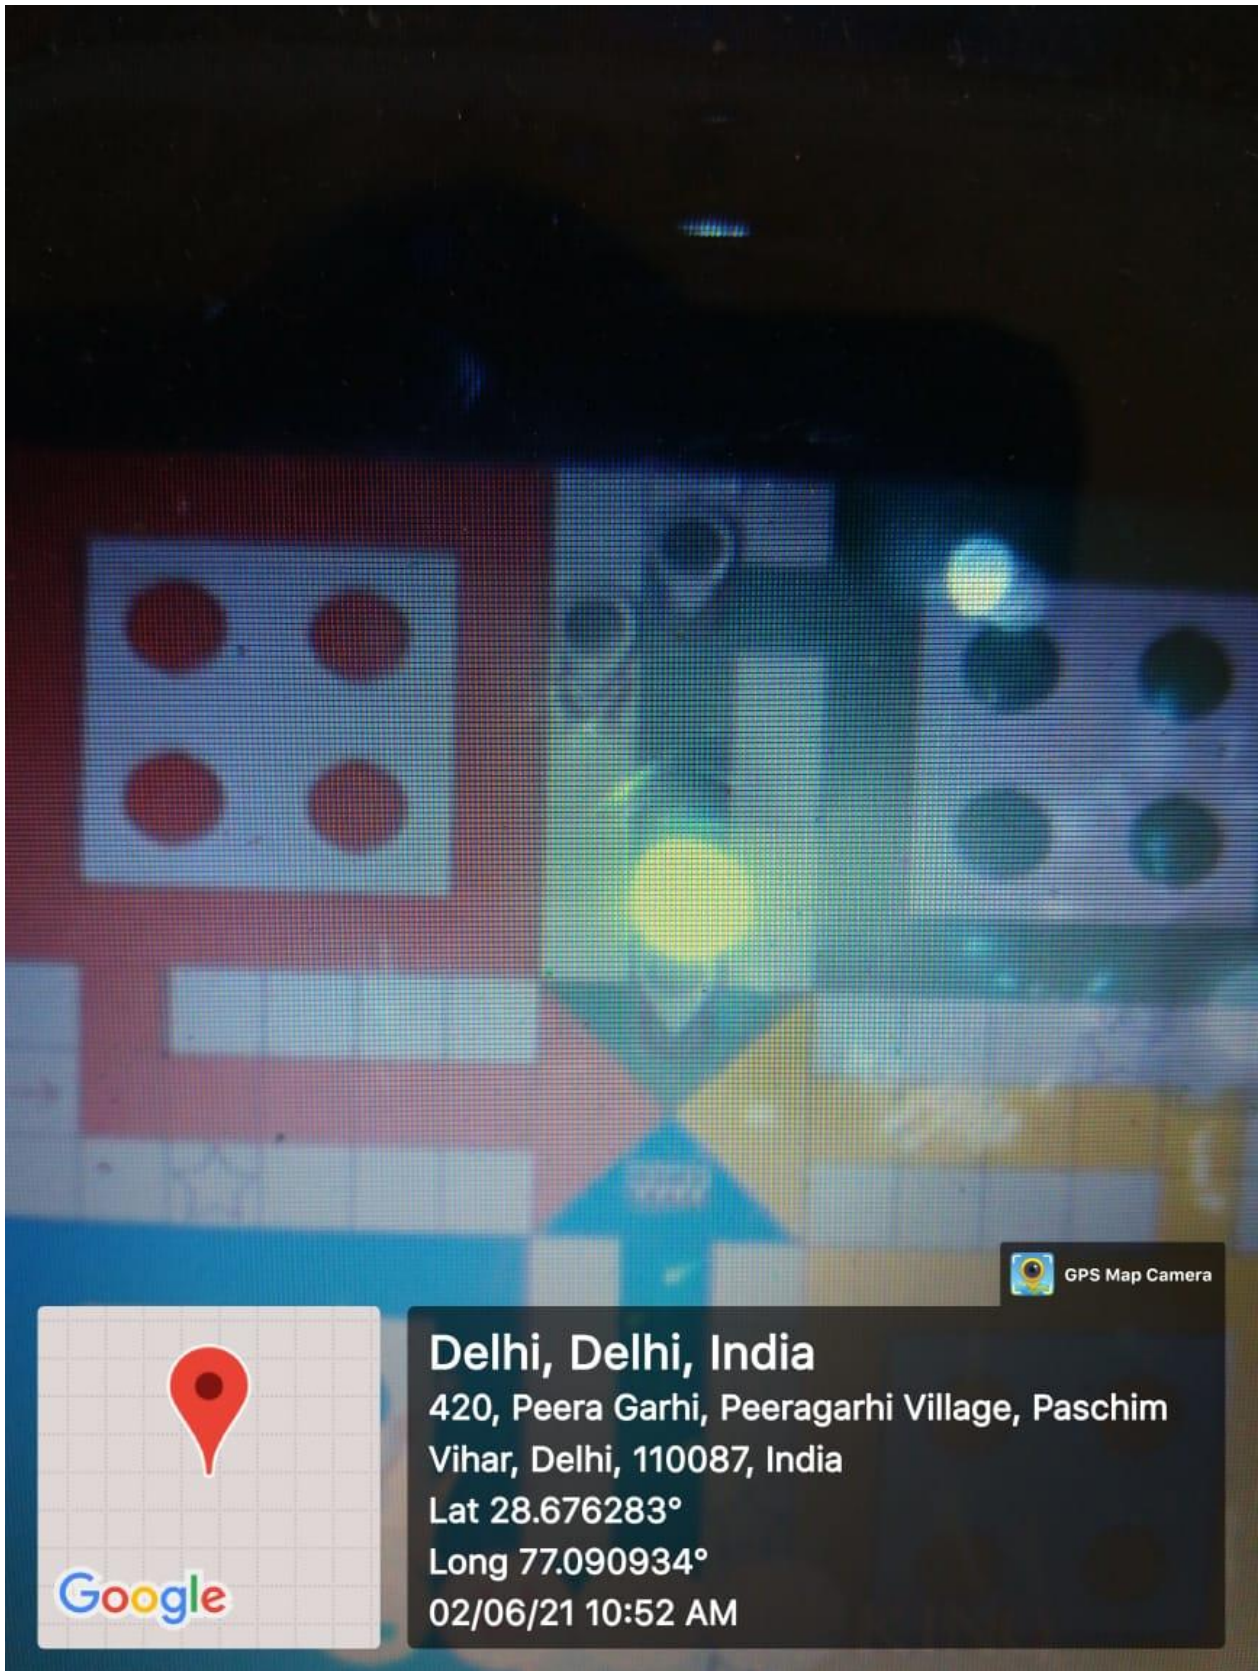 GPS Map Camera
Delhi, Delhi, India
420, Peera Garhi, Peeragarhi Village, Paschim
Vihar, Delhi, 110087, India
Lat 28.676283°
Long 77.090934°
02/06/21 10:52 AM
Google